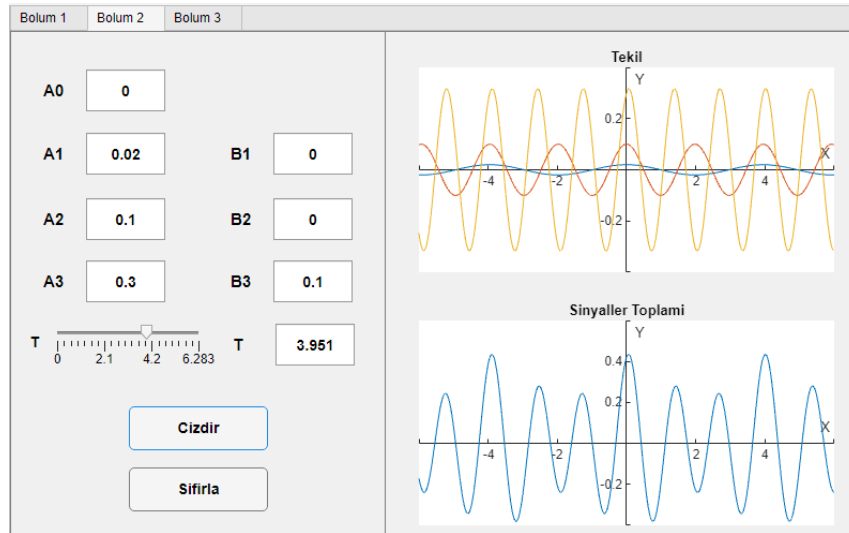 Bolum 1 Bolum 2 Bolum 3
A0 0
A1 0.02 B1 0
A2 0.1 B2 0
A3 0.3 B3 0.1
T 0 2.1 4.2 6.283 T 3.951
Cizdir
Sifirla
Tekil
Y
0.2
X
-4 -2 2 4
-0.2
Sinyaller Toplami
Y
0.4
0.2
X
-4 -2 2 4
-0.2